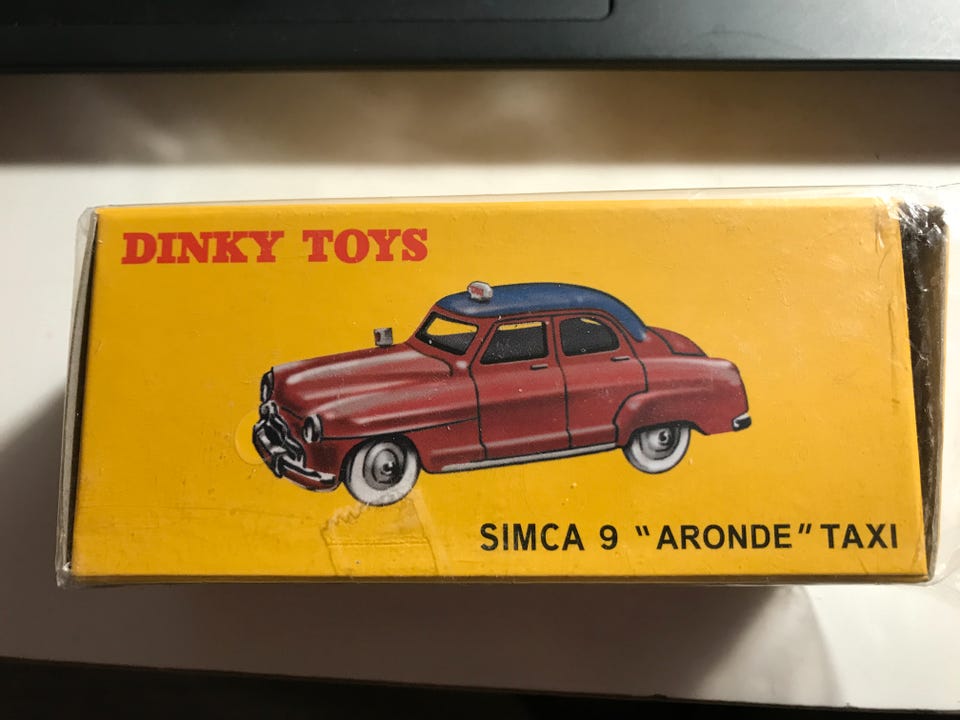 DINKY TOYS
SIMCA 9 "ARONDE" TAXI